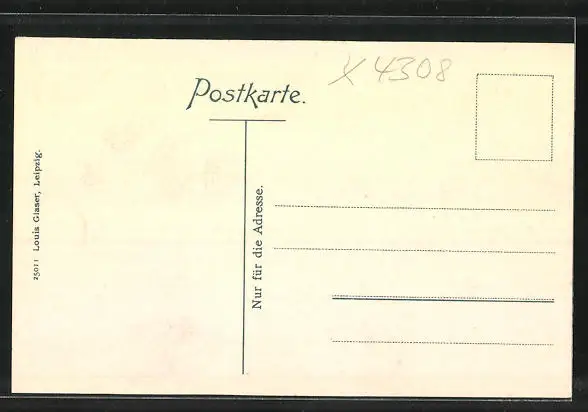 Postkarte.
X 4308
Nur für die Adresse.
25011 Louis Glaser, Leipzig.